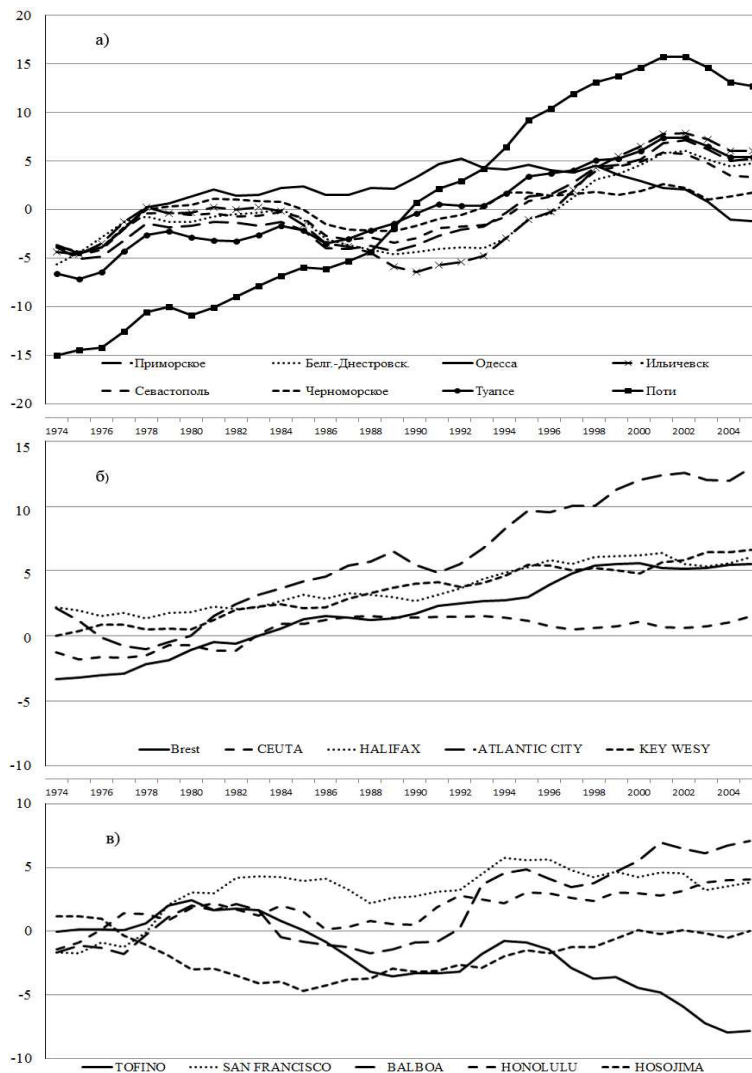 20
а)
15
10
5
0
-5
-10
-15
Приморское Белг.-Днестровск. Одесса Ильичевск
Севастополь Черноморское Туапсе Поти
-20
1974 1976 1978 1980 1982 1984 1986 1988 1990 1992 1994 1996 1998 2000 2002 2004
15
б)
10
5
0
-5
Brest CEUTA HALIFAX ATLANTIC CITY KEY WESY
-10
1974 1976 1978 1980 1982 1984 1986 1988 1990 1992 1994 1996 1998 2000 2002 2004
10
в)
5
0
-5
-10
TOFINO SAN FRANCISCO BALBOA HONOLULU HOSOJIMA